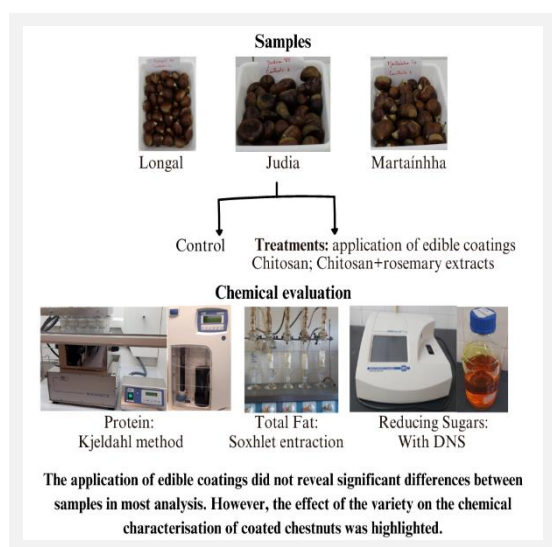 Samples
Longal
Judia
Martaínhha
Control
Treatments: application of edible coatings
Chitosan; Chitosan+rosemary extracts
Chemical evaluation
Protein:
Kjeldahl method
Total Fat:
Soxhlet entraction
Reducing Sugars:
With DNS
The application of edible coatings did not reveal significant differences between
samples in most analysis. However, the effect of the variety on the chemical
characterisation of coated chestnuts was highlighted.